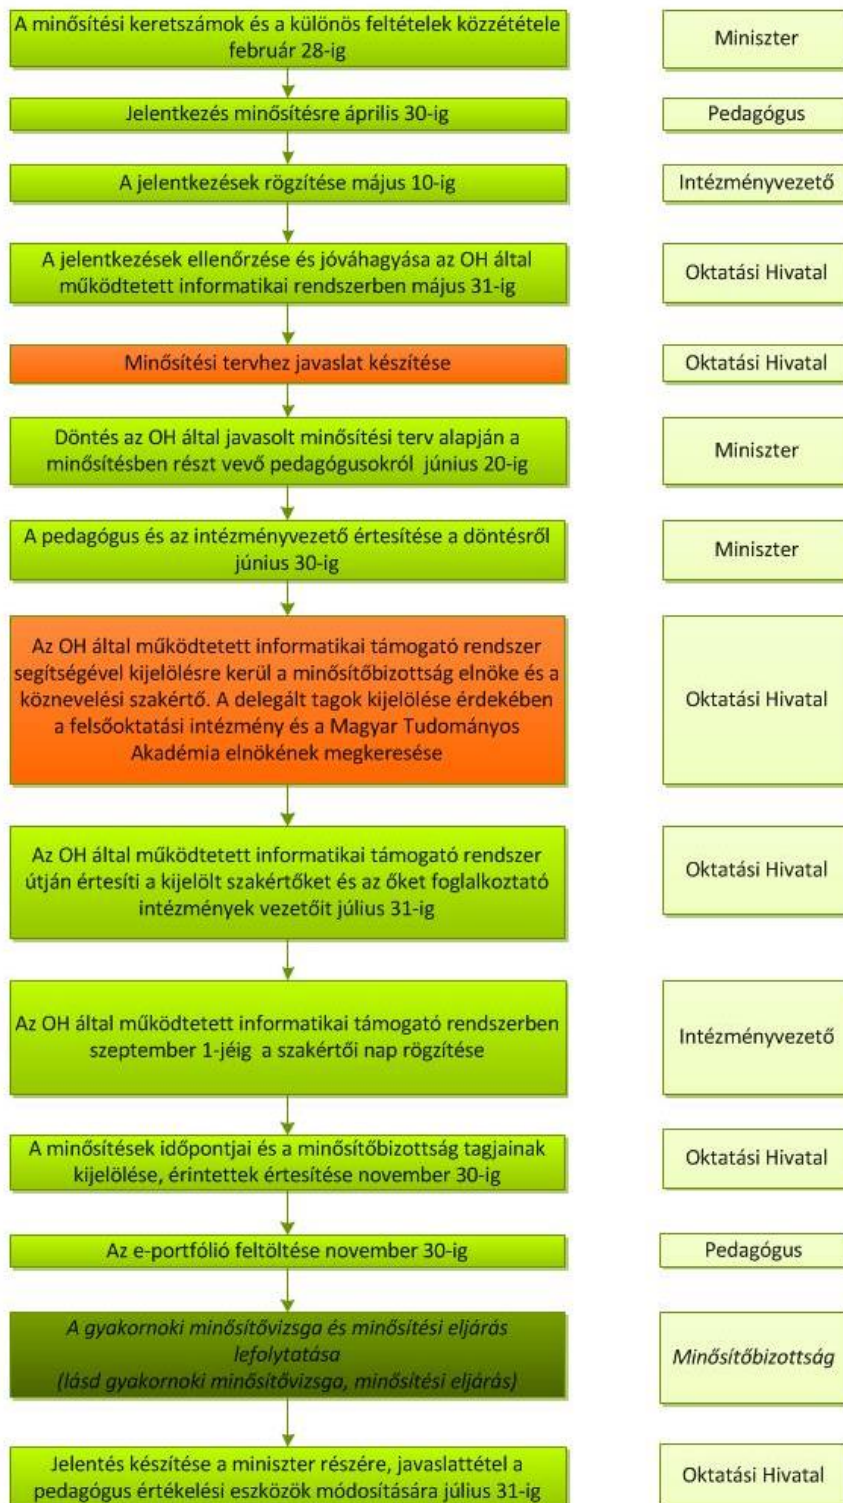 A minősítési keretszámok és a különös feltételek közzététele
február 28-ig
Miniszter
Jelentkezés minősítésre április 30-ig
Pedagógus
A jelentkezések rögzítése május 10-ig
Intézményvezető
A jelentkezések ellenőrzése és jóváhagyása az OH által
működtetett informatikai rendszerben május 31-ig
Oktatási Hivatal
Minősítési tervhez javaslat készítése
Oktatási Hivatal
Döntés az OH által javasolt minősítési terv alapján a
minősítésben részt vevő pedagógusokról június 20-ig
Miniszter
A pedagógus és az intézményvezető értesítése a döntésről
június 30-ig
Miniszter
Az OH által működtetett informatikai támogató rendszer
segítségével kijelölésre kerül a minősítőbizottság elnöke és a
köznevelési szakértő. A delegált tagok kijelölése érdekében
a felsőoktatási intézmény és a Magyar Tudományos
Akadémia elnökének megkeresése
Oktatási Hivatal
Az OH által működtetett informatikai támogató rendszer
útján értesíti a kijelölt szakértőket és az őket foglalkoztató
intézmények vezetőit július 31-ig
Oktatási Hivatal
Az OH által működtetett informatikai támogató rendszerben
szeptember 1-jéig a szakértői nap rögzítése
Intézményvezető
A minősítések időpontjai és a minősítőbizottság tagjainak
kijelölése, érintettek értesítése november 30-ig
Oktatási Hivatal
Az e-portfólió feltöltése november 30-ig
Pedagógus
A gyakornoki minősítővizsga és minősítési eljárás
lefolytatása
(lásd gyakornoki minősítővizsga, minősítési eljárás)
Minősítőbizottság
Jelentés készítése a miniszter részére, javaslattétel a
pedagógus értékelési eszközök módosítására július 31-ig
Oktatási Hivatal